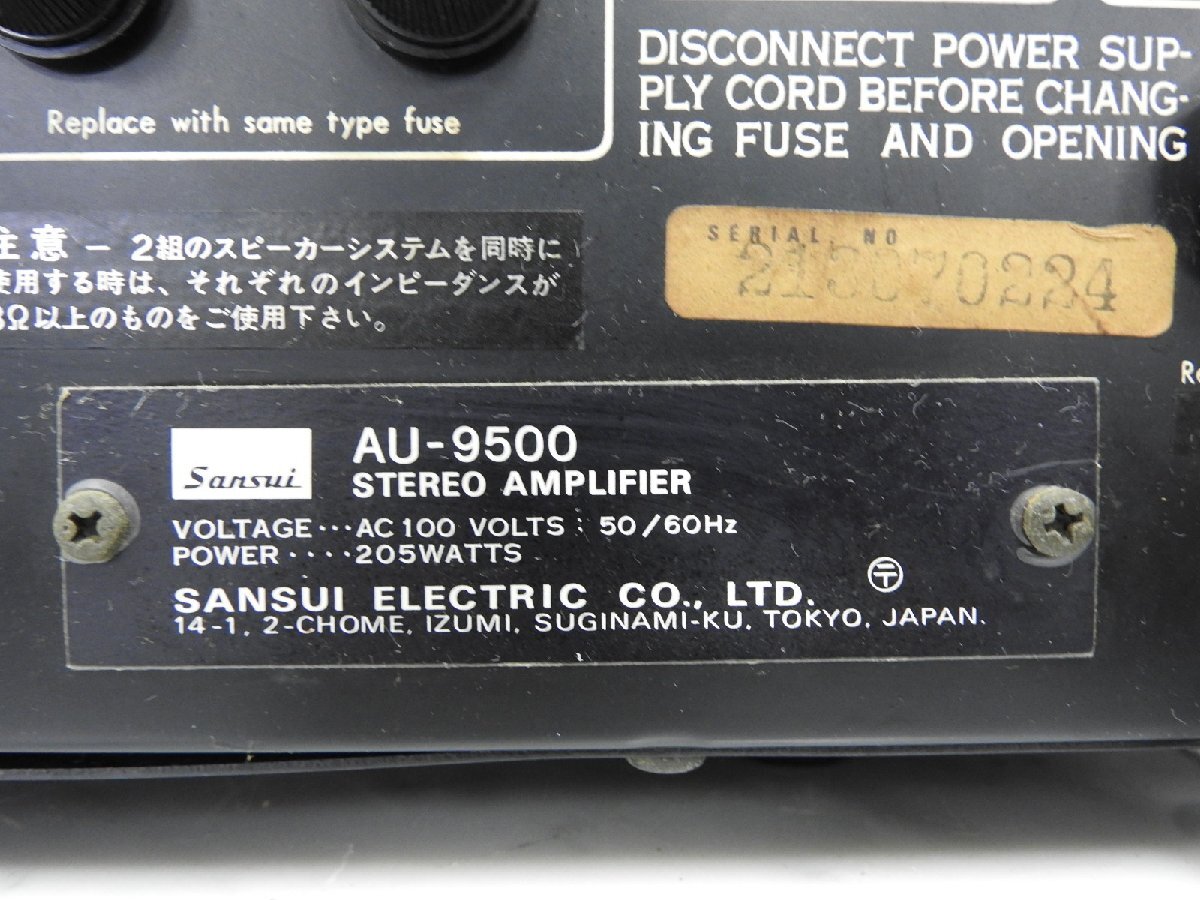 Replace with same type fuse
DISCONNECT POWER SUP-
PLY CORD BEFORE CHANG-
ING FUSE AND OPENING
注意 － 2組のスピーカーシステムを同時に
使用する時は、それぞれのインピーダンスが
8Ω以上のものをご使用下さい。
SERIAL NO
Sansui
AU-9500
STEREO AMPLIFIER
VOLTAGE···AC 100 VOLTS : 50/60Hz
POWER ····205WATTS
SANSUI ELECTRIC CO., LTD. 〶
14-1, 2-CHOME, IZUMI, SUGINAMI-KU, TOKYO, JAPAN.